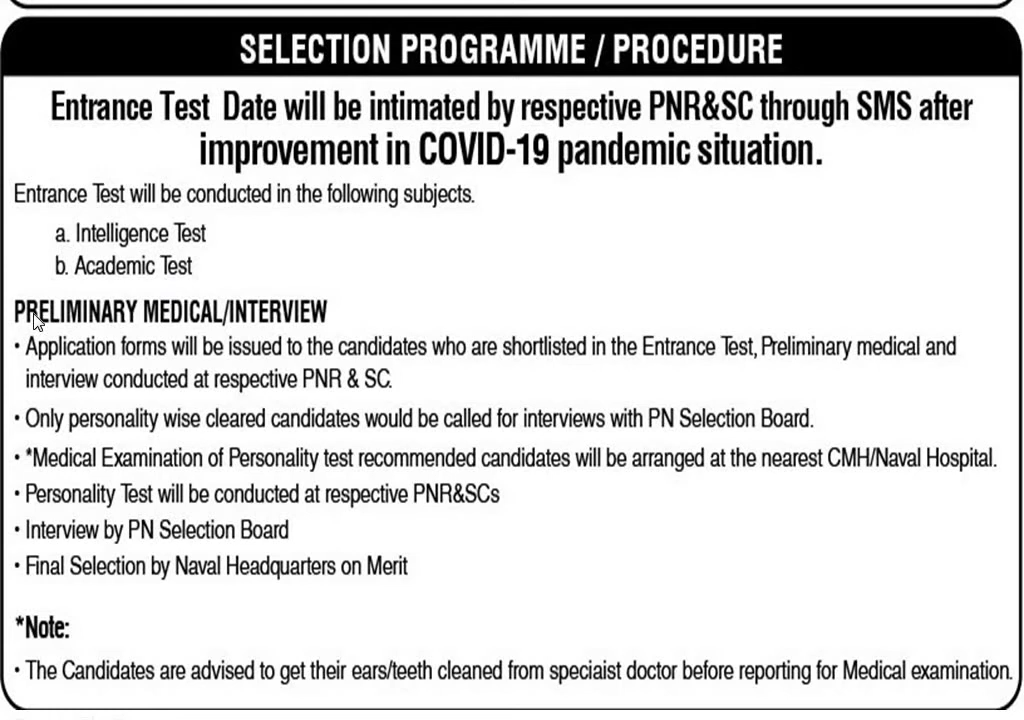 SELECTION PROGRAMME / PROCEDURE
Entrance Test Date will be intimated by respective PNR&SC through SMS after
improvement in COVID-19 pandemic situation.
Entrance Test will be conducted in the following subjects.
a. Intelligence Test
b. Academic Test
PRELIMINARY MEDICAL/INTERVIEW
• Application forms will be issued to the candidates who are shortlisted in the Entrance Test, Preliminary medical and
interview conducted at respective PNR & SC.
• Only personality wise cleared candidates would be called for interviews with PN Selection Board.
• *Medical Examination of Personality test recommended candidates will be arranged at the nearest CMH/Naval Hospital.
• Personality Test will be conducted at respective PNR&SCs
• Interview by PN Selection Board
• Final Selection by Naval Headquarters on Merit
*Note:
• The Candidates are advised to get their ears/teeth cleaned from speciaist doctor before reporting for Medical examination.